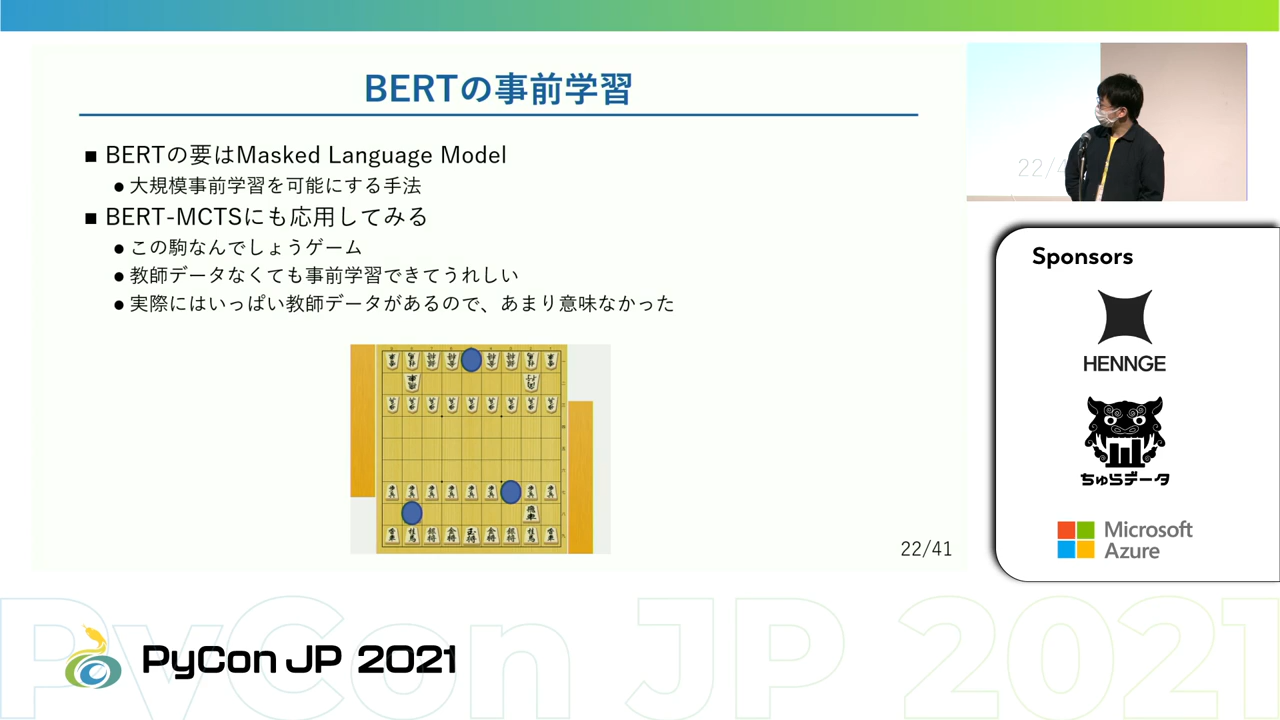 BERTの事前学習
■ BERTの要はMasked Language Model
● 大規模事前学習を可能にする手法
■ BERT-MCTSにも応用してみる
● この駒なんでしょうゲーム
● 教師データなくても事前学習できてうれしい
● 実際にはいっぱい教師データがあるので、あまり意味なかった
22/41
22/4
Sponsors
HENNGE
ちゅらデータ
Microsoft
Azure
PyCon JP 2021
PyCon JP 2021